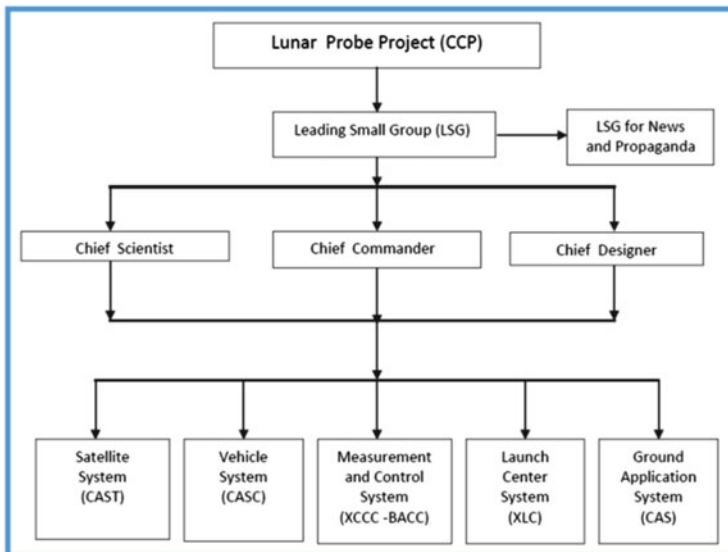 Lunar Probe Project (CCP)
Leading Small Group (LSG)
LSG for News
and Propaganda
Chief Scientist
Chief Commander
Chief Designer
Satellite
System
(CAST)
Vehicle
System
(CASC)
Measurement
and Control
System
(XCCC -BACC)
Launch
Center
System
(XLC)
Ground
Application
System
(CAS)